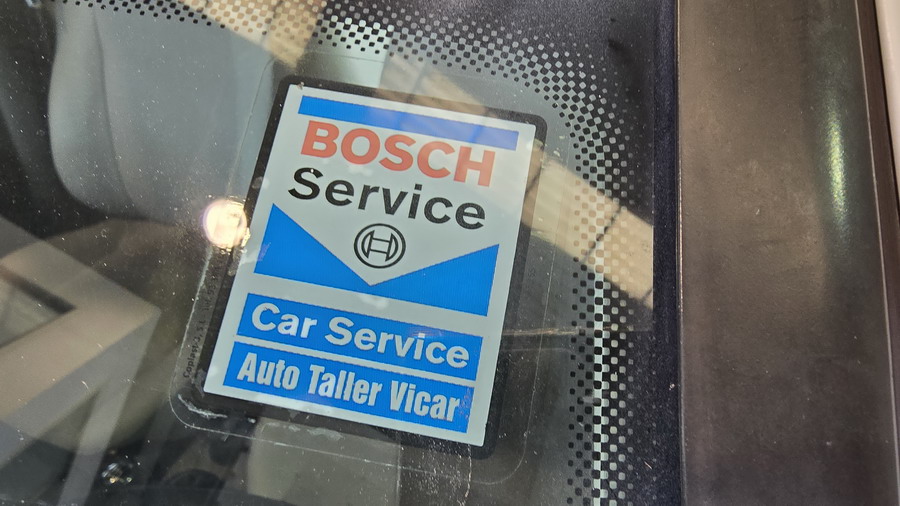 BOSCH
Service
Car Service
Auto Taller Vicar